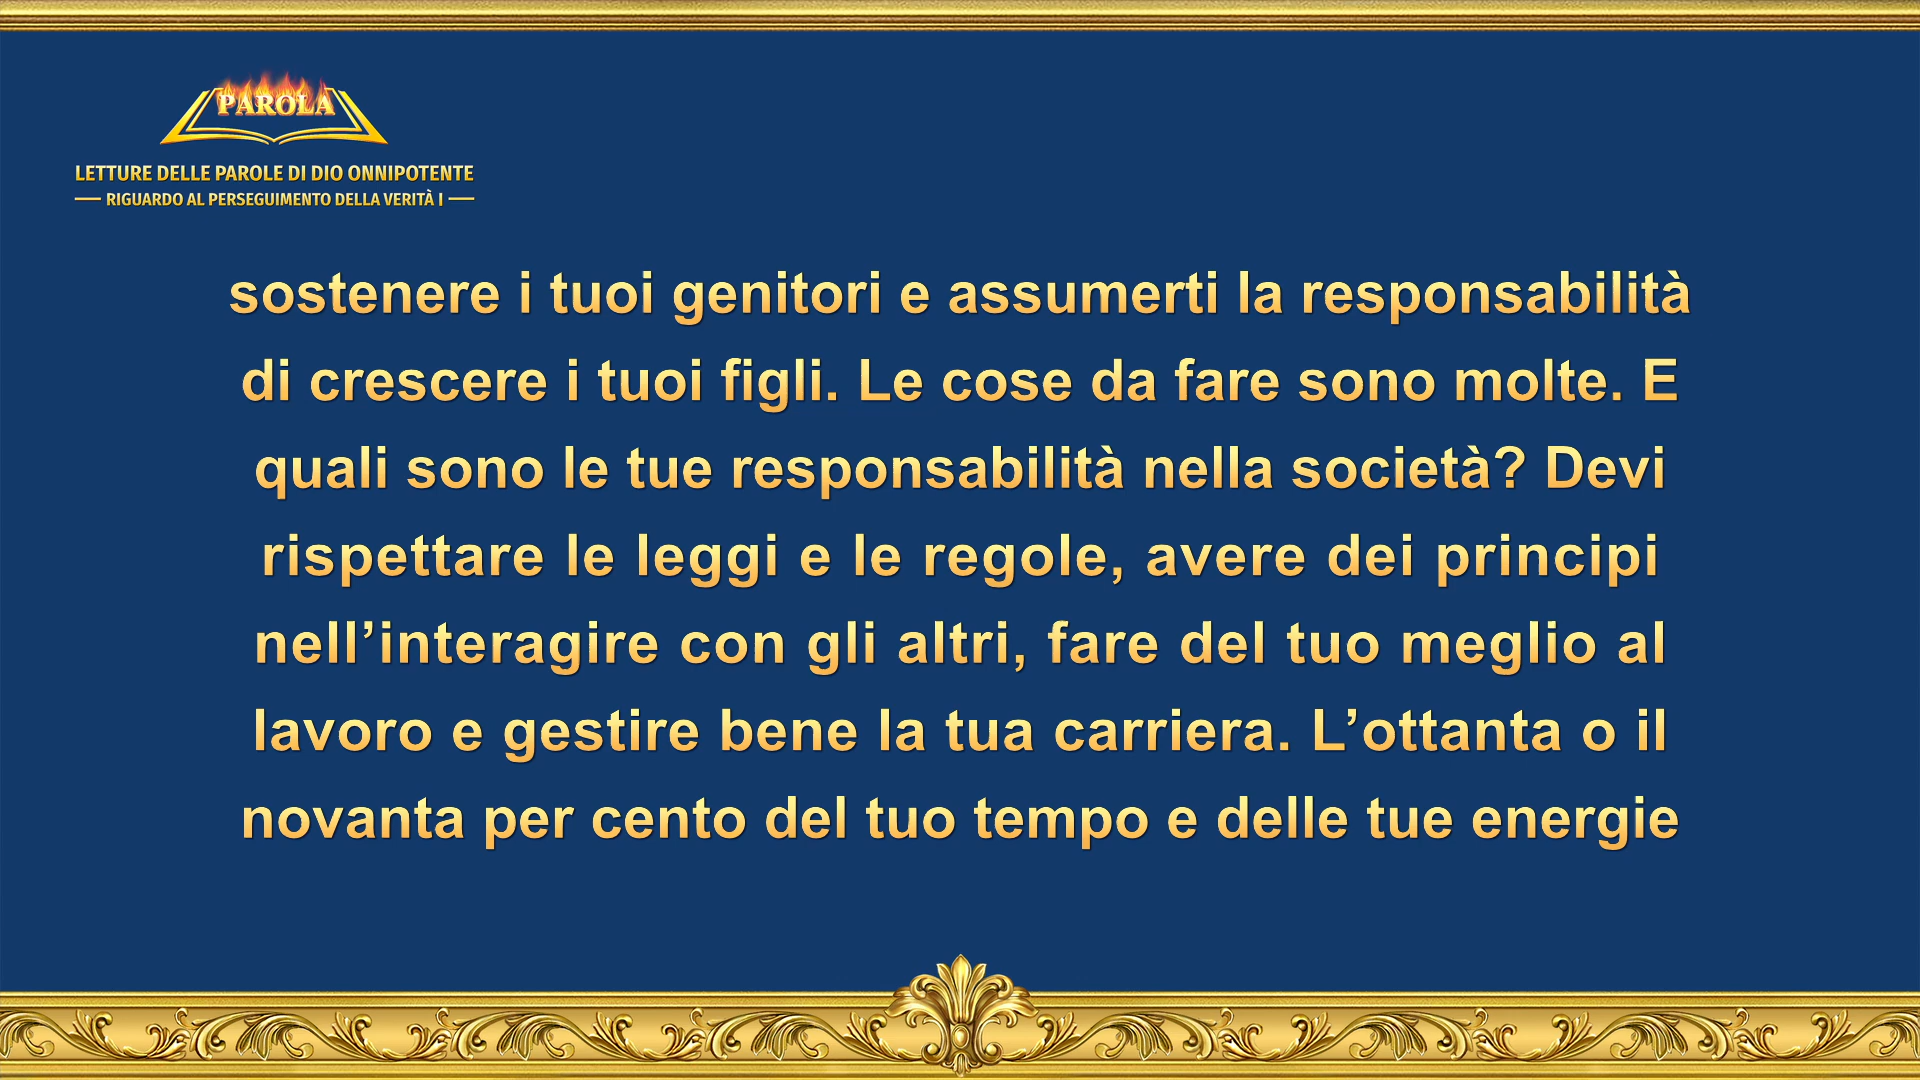 PAROLA
LETTURE DELLE PAROLE DI DIO ONNIPOTENTE
RIGUARDO AL PERSEGUIMENTO DELLA VERITÀ I
sostenere i tuoi genitori e assumerti la responsabilità
di crescere i tuoi figli. Le cose da fare sono molte. E
quali sono le tue responsabilità nella società? Devi
rispettare le leggi e le regole, avere dei principi
nell’interagire con gli altri, fare del tuo meglio al
lavoro e gestire bene la tua carriera. L’ottanta o il
novanta per cento del tuo tempo e delle tue energie